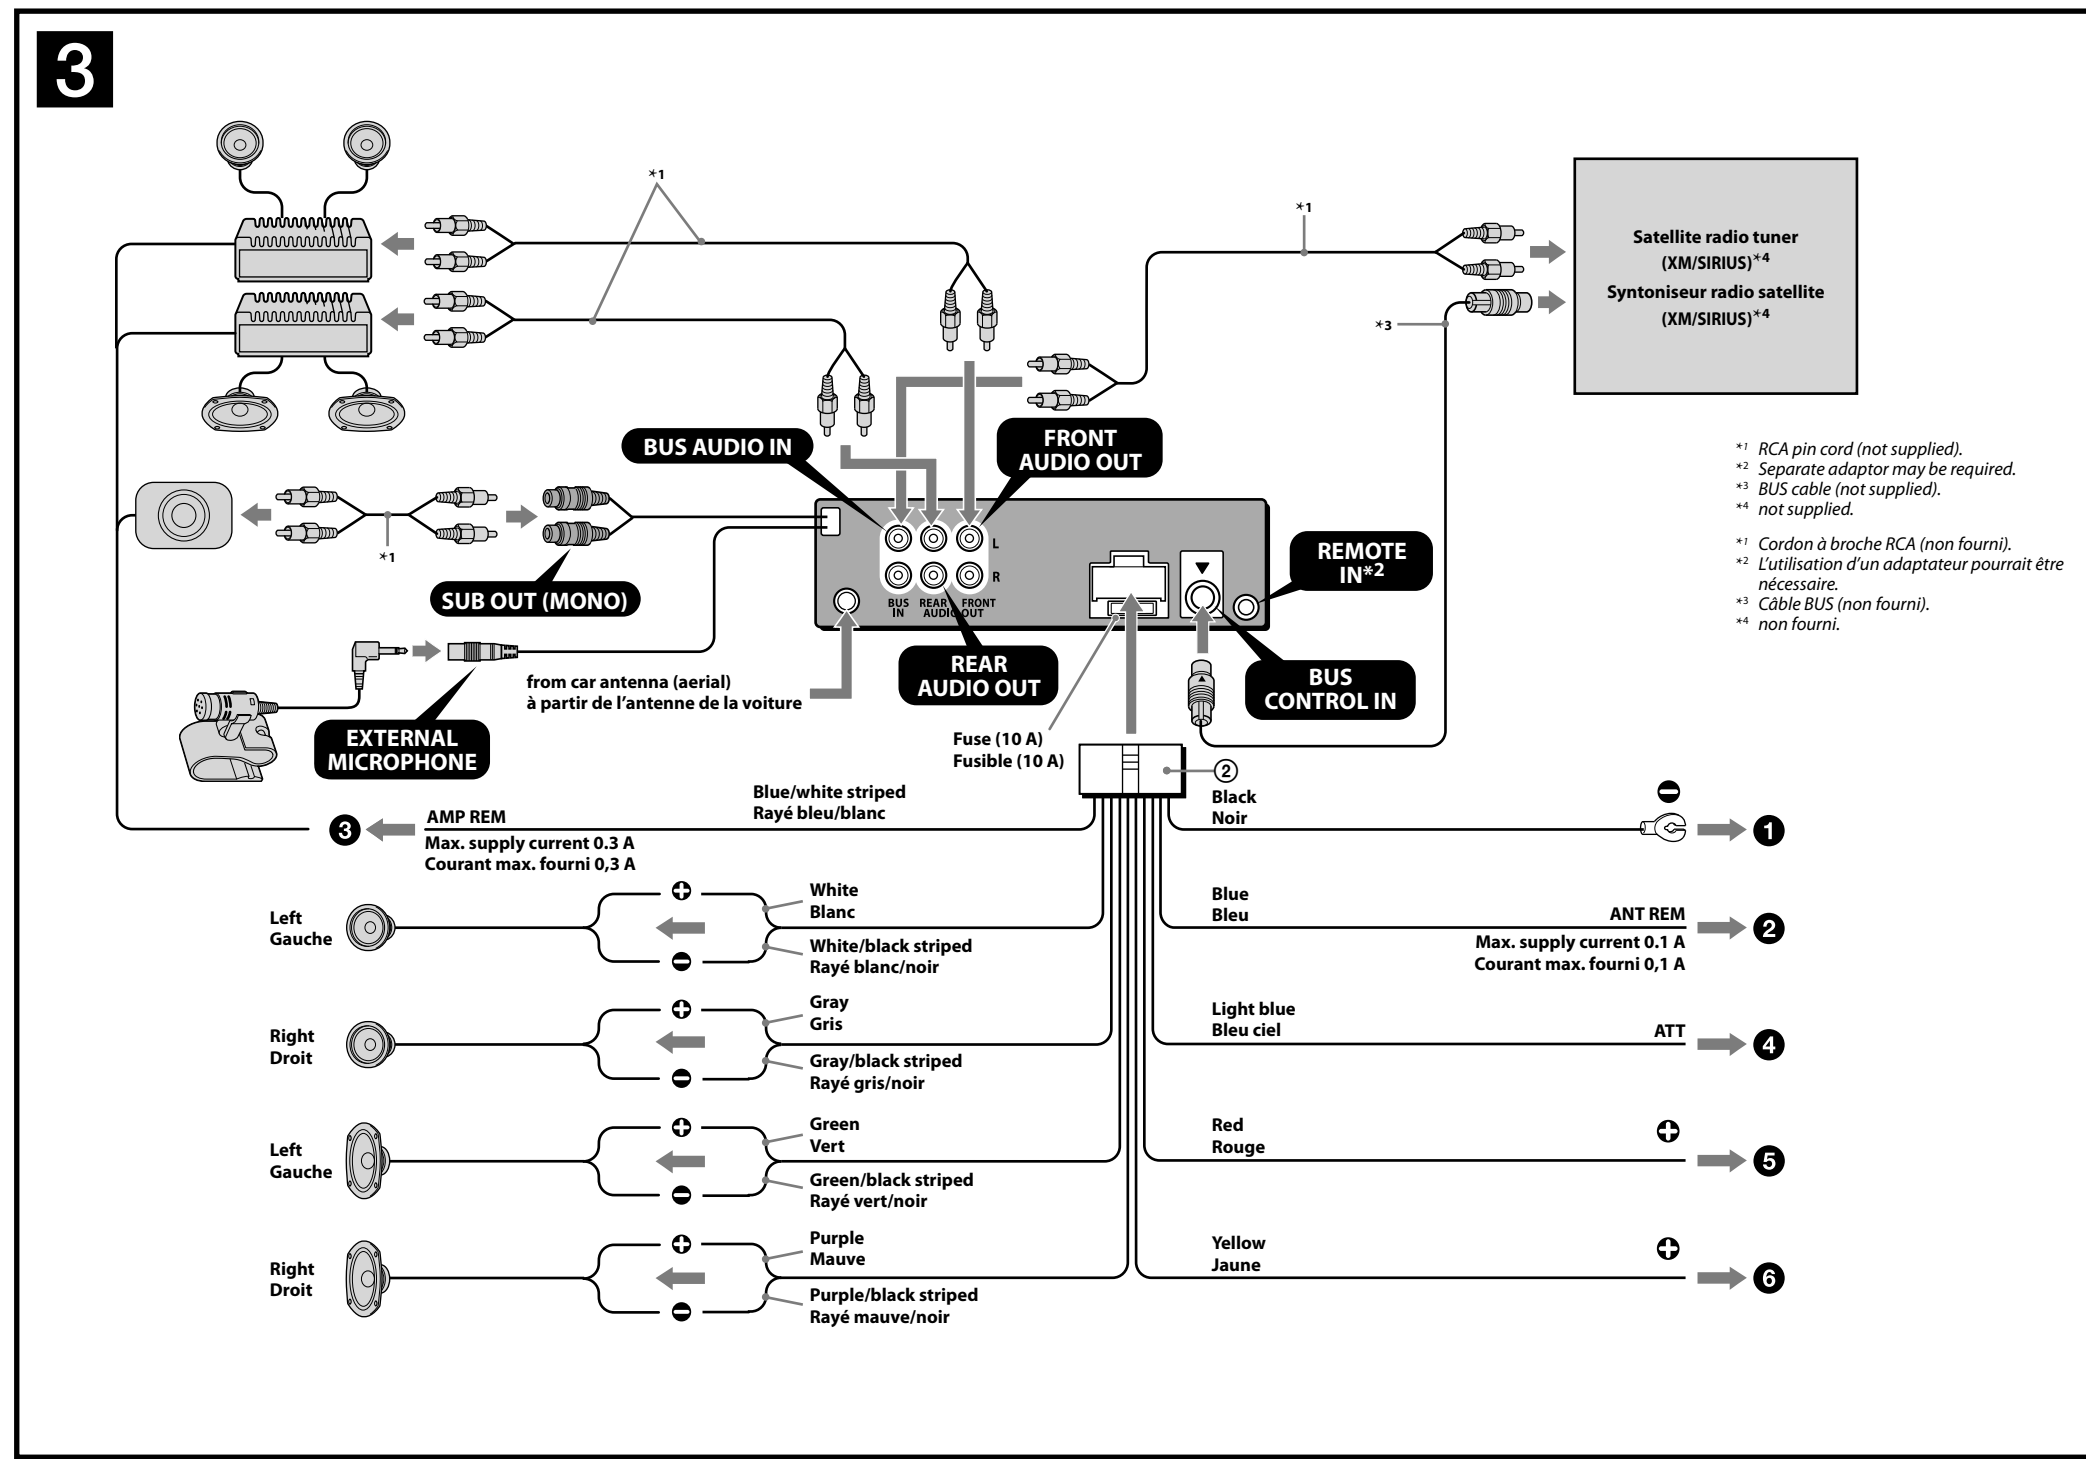 3
*1
*1
Satellite radio tuner
(XM/SIRIUS)*4
Syntoniseur radio satellite
(XM/SIRIUS)*4
*3
BUS AUDIO IN
FRONT
AUDIO OUT
*1 RCA pin cord (not supplied).
*2 Separate adaptor may be required.
*3 BUS cable (not supplied).
*4 not supplied.
*1 Cordon à broche RCA (non fourni).
*2 L'utilisation d'un adaptateur pourrait être
nécessaire.
*3 Câble BUS (non fourni).
*4 non fourni.
*1
SUB OUT (MONO)
L
R
BUS IN
REAR FRONT
AUDIO OUT
REMOTE
IN*2
REAR
AUDIO OUT
BUS
CONTROL IN
from car antenna (aerial)
à partir de l'antenne de la voiture
EXTERNAL
MICROPHONE
Fuse (10 A)
Fusible (10 A)
2
Blue/white striped
Rayé bleu/blanc
3
AMP REM
Max. supply current 0.3 A
Courant max. fourni 0,3 A
Black
Noir
1
Left
Gauche
White
Blanc
White/black striped
Rayé blanc/noir
Blue
Bleu
ANT REM
2
Max. supply current 0.1 A
Courant max. fourni 0,1 A
Right
Droit
Gray
Gris
Gray/black striped
Rayé gris/noir
Light blue
Bleu ciel
ATT
4
Left
Gauche
Green
Vert
Green/black striped
Rayé vert/noir
Red
Rouge
5
Right
Droit
Purple
Mauve
Purple/black striped
Rayé mauve/noir
Yellow
Jaune
6